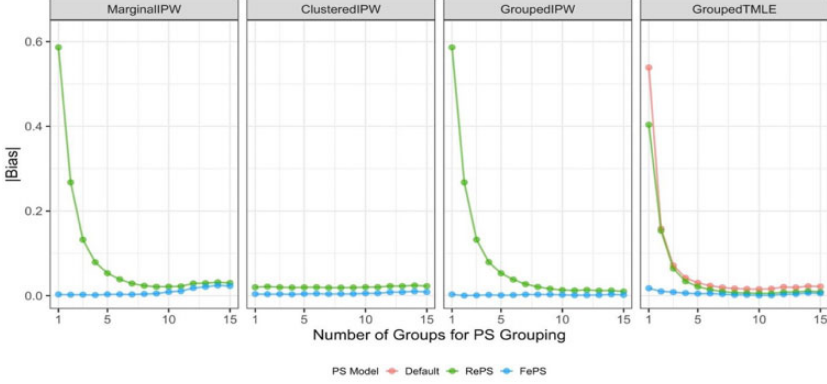 MarginalIPW ClusteredIPW GroupedIPW GroupedTMLE
0.6
0.4
0.2
0.0
|Bias|
1 5 10 15 1 5 10 15 1 5 10 15 1 5 10 15
Number of Groups for PS Grouping
PS Model Default RePS FePS